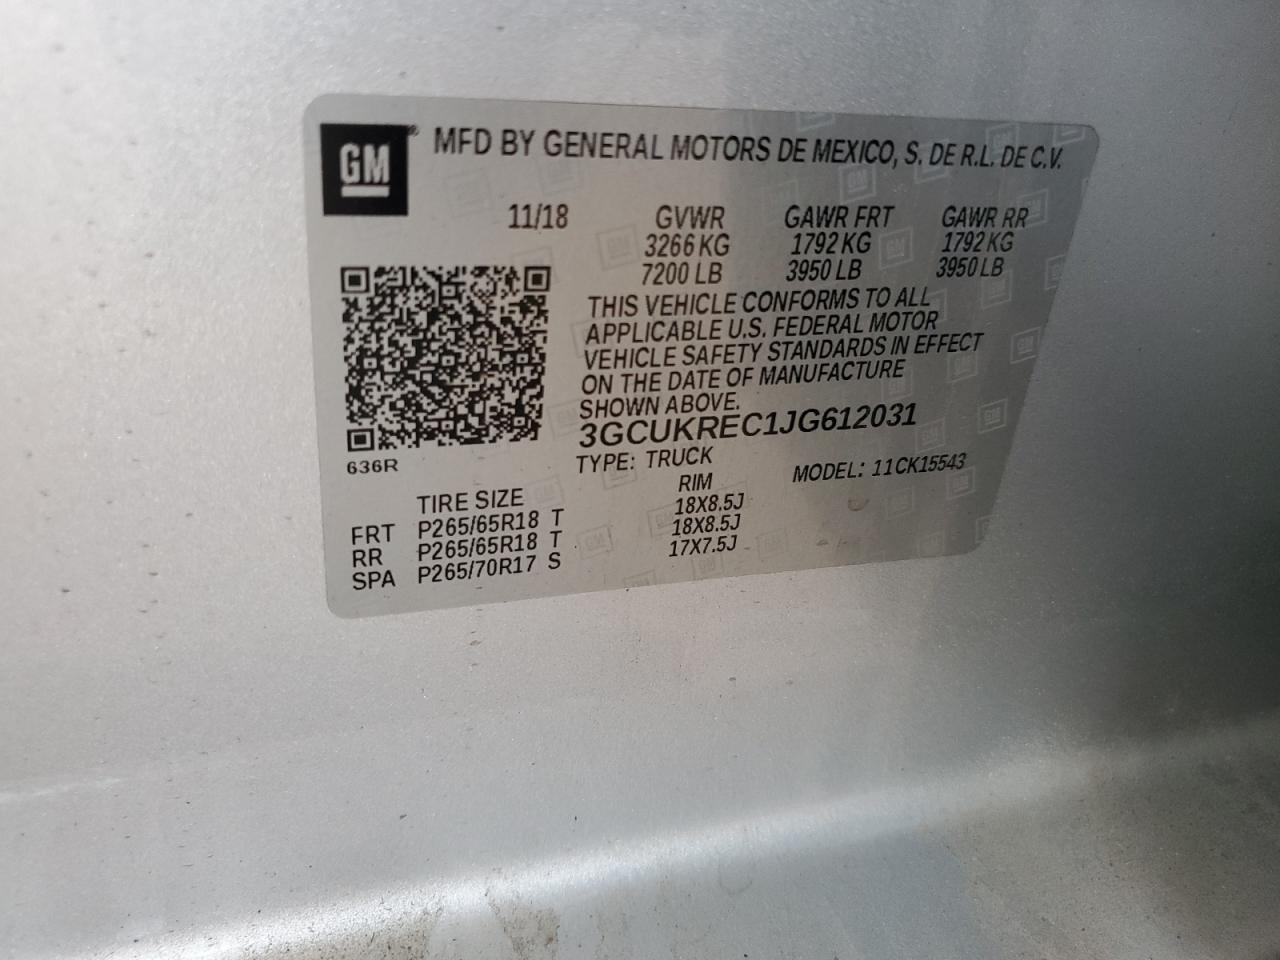 GM ® MFD BY GENERAL MOTORS DE MEXICO, S. DE R.L. DE C.V.
11/18 GVWR GAWR FRT GAWR RR
3266 KG 1792 KG 1792 KG
7200 LB 3950 LB 3950 LB
THIS VEHICLE CONFORMS TO ALL
APPLICABLE U.S. FEDERAL MOTOR
VEHICLE SAFETY STANDARDS IN EFFECT
ON THE DATE OF MANUFACTURE
SHOWN ABOVE.
3GCUKREC1JG612031
636R
TYPE: TRUCK MODEL: 11CK15543
TIRE SIZE RIM
FRT P265/65R18 T 18X8.5J
RR P265/65R18 T 18X8.5J
SPA P265/70R17 S 17X7.5J